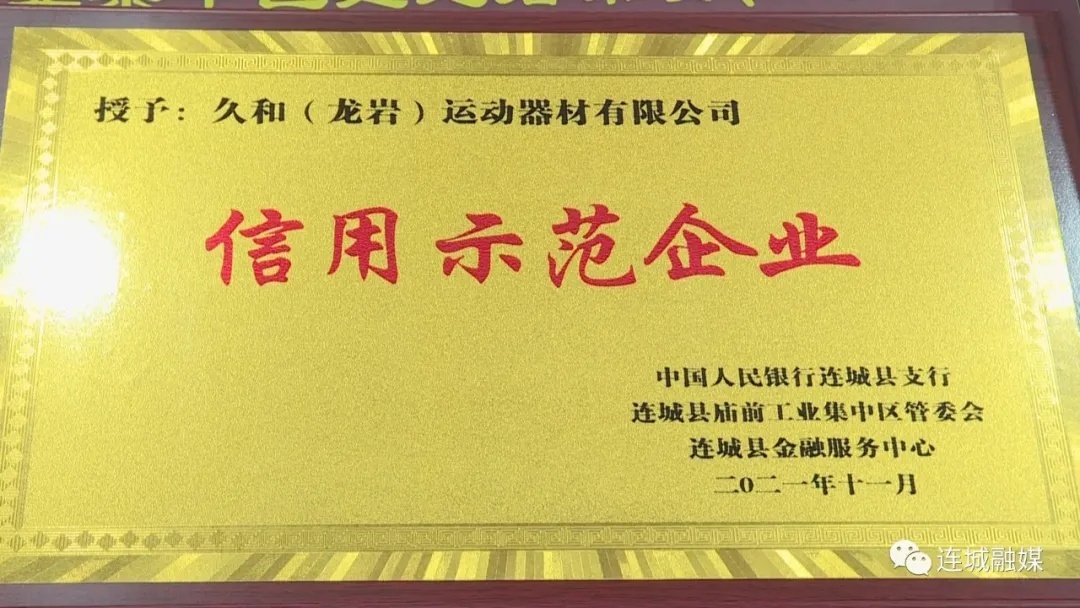 授予：久和（龙岩）运动器材有限公司
信用示范企业
中国人民银行连城县支行
连城县庙前工业集中区管委会
连城县金融服务中心
二O二一年十一月
连城融媒